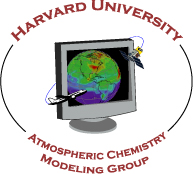 HARVARD UNIVERSITY
ATMOSPHERIC CHEMISTRY
MODELING GROUP